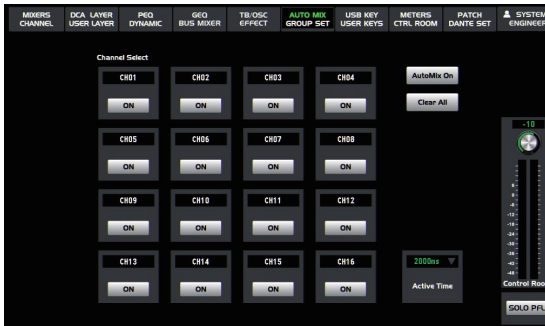 MIXERS DCA LAYER PEQ GEQ TB/OSC AUTO MIX USB KEY METERS PATCH SYSTEM
CHANNEL USER LAYER DYNAMIC BUS MIXER EFFECT GROUP SET USER KEYS CTRL ROOM DANTE SET ENGINEER
Channel Select
CH01 CH02 CH03 CH04 AutoMix On
ON ON ON ON Clear All
-10
CH05 CH06 CH07 CH08
ON ON ON ON
CH09 CH10 CH11 CH12
ON ON ON ON
CH13 CH14 CH15 CH16 2000ms
ON ON ON ON Active Time
Control Roo
SOLO PFL